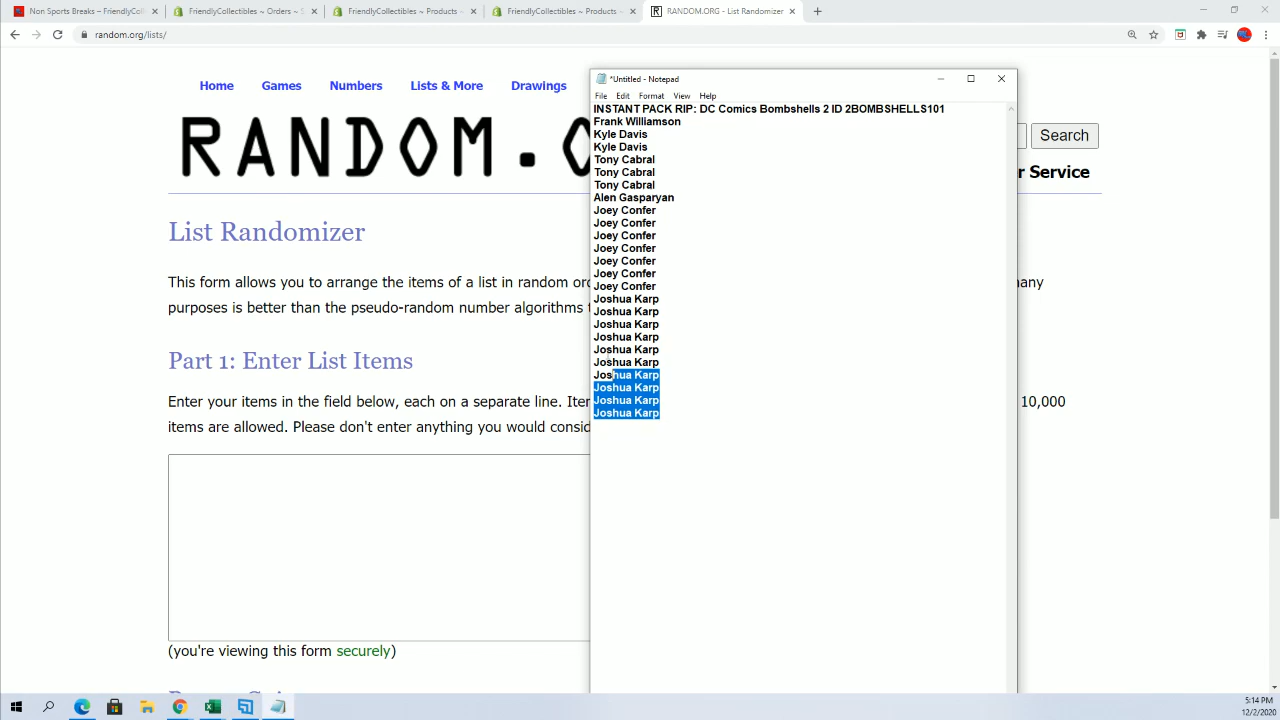 Non Sports Breaks – FriendlyColl
FriendlyCollectibles ~ Orders ~ S
FriendlyCollectibles ~ Products ~
FriendlyCollectibles ~ Products ~
RANDOM.ORG - List Randomizer
random.org/lists/
Home
Games
Numbers
Lists & More
Drawings
RANDOM.O
Search
r Service
List Randomizer
This form allows you to arrange the items of a list in random or
many
purposes is better than the pseudo-random number algorithms
Part 1: Enter List Items
Enter your items in the field below, each on a separate line. Iter
10,000
items are allowed. Please don't enter anything you would consi
(you're viewing this form securely)
*Untitled - Notepad
File Edit Format View Help
INSTANT PACK RIP: DC Comics Bombshells 2 ID 2BOMBSHELLS101
Frank Williamson
Kyle Davis
Kyle Davis
Tony Cabral
Tony Cabral
Tony Cabral
Alen Gasparyan
Joey Confer
Joey Confer
Joey Confer
Joey Confer
Joey Confer
Joey Confer
Joey Confer
Joshua Karp
Joshua Karp
Joshua Karp
Joshua Karp
Joshua Karp
Joshua Karp
Joshua Karp
Joshua Karp
Joshua Karp
Joshua Karp
5:14 PM
12/2/2020